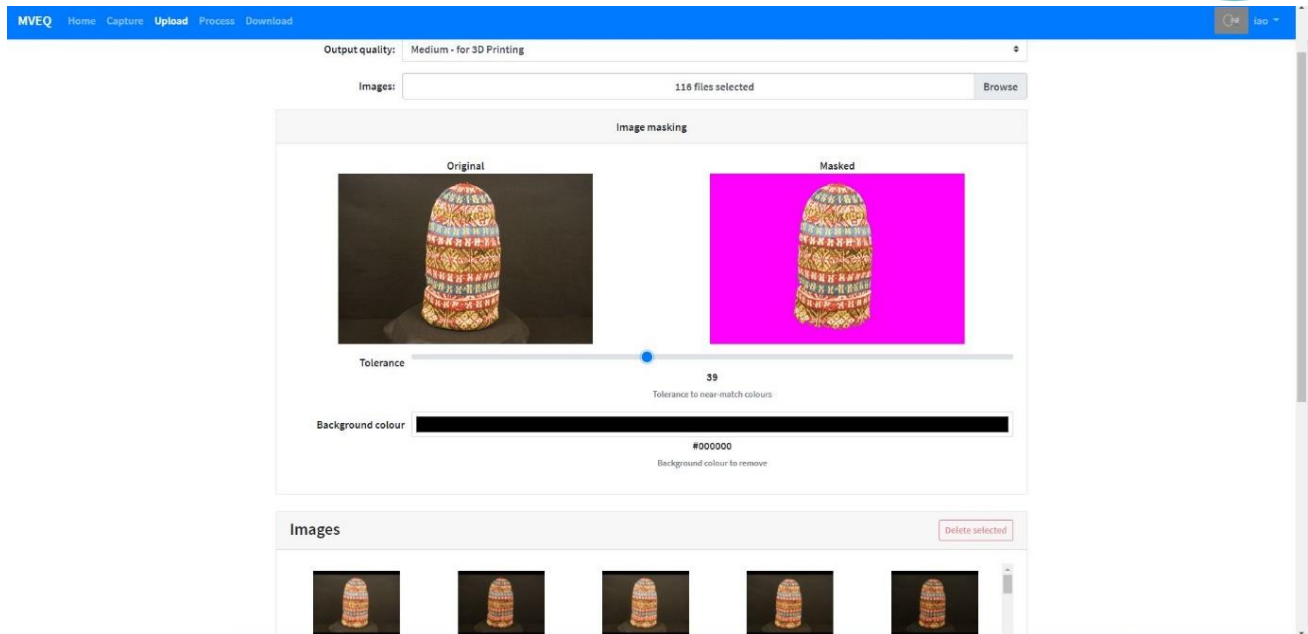 MVEQ Home Capture Upload Process Download iao
Output quality: Medium - for 3D Printing
Images: 116 files selected Browse
Image masking
Original Masked
Tolerance
39
Tolerance to near-match colours
Background colour
#000000
Background colour to remove
Images Delete selected